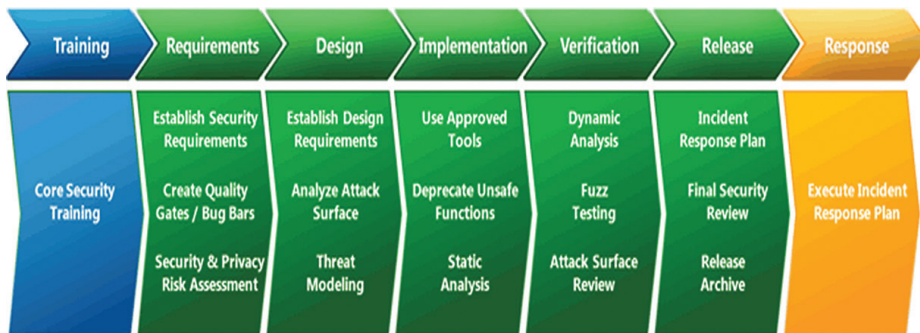 Training
Requirements
Design
Implementation
Verification
Release
Response
Core Security
Training
Establish Security
Requirements
Create Quality
Gates / Bug Bars
Security & Privacy
Risk Assessment
Establish Design
Requirements
Analyze Attack
Surface
Threat
Modeling
Use Approved
Tools
Deprecate Unsafe
Functions
Static
Analysis
Dynamic
Analysis
Fuzz
Testing
Attack Surface
Review
Incident
Response Plan
Final Security
Review
Release
Archive
Execute Incident
Response Plan